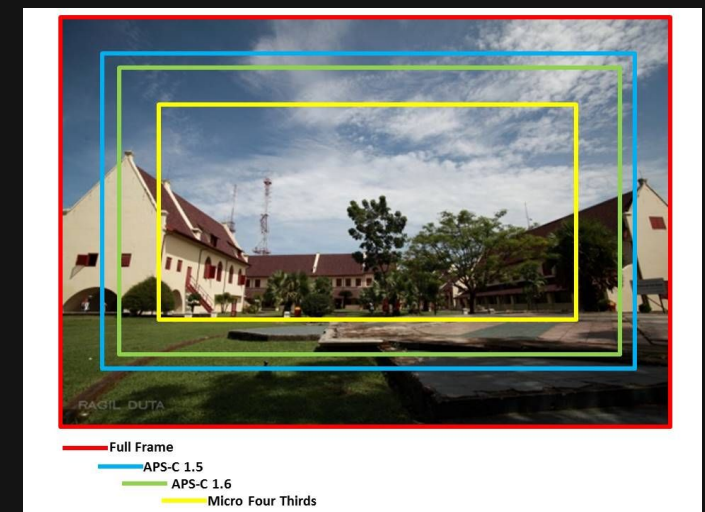 RAGIL DUTA
Full Frame
APS-C 1.5
APS-C 1.6
Micro Four Thirds